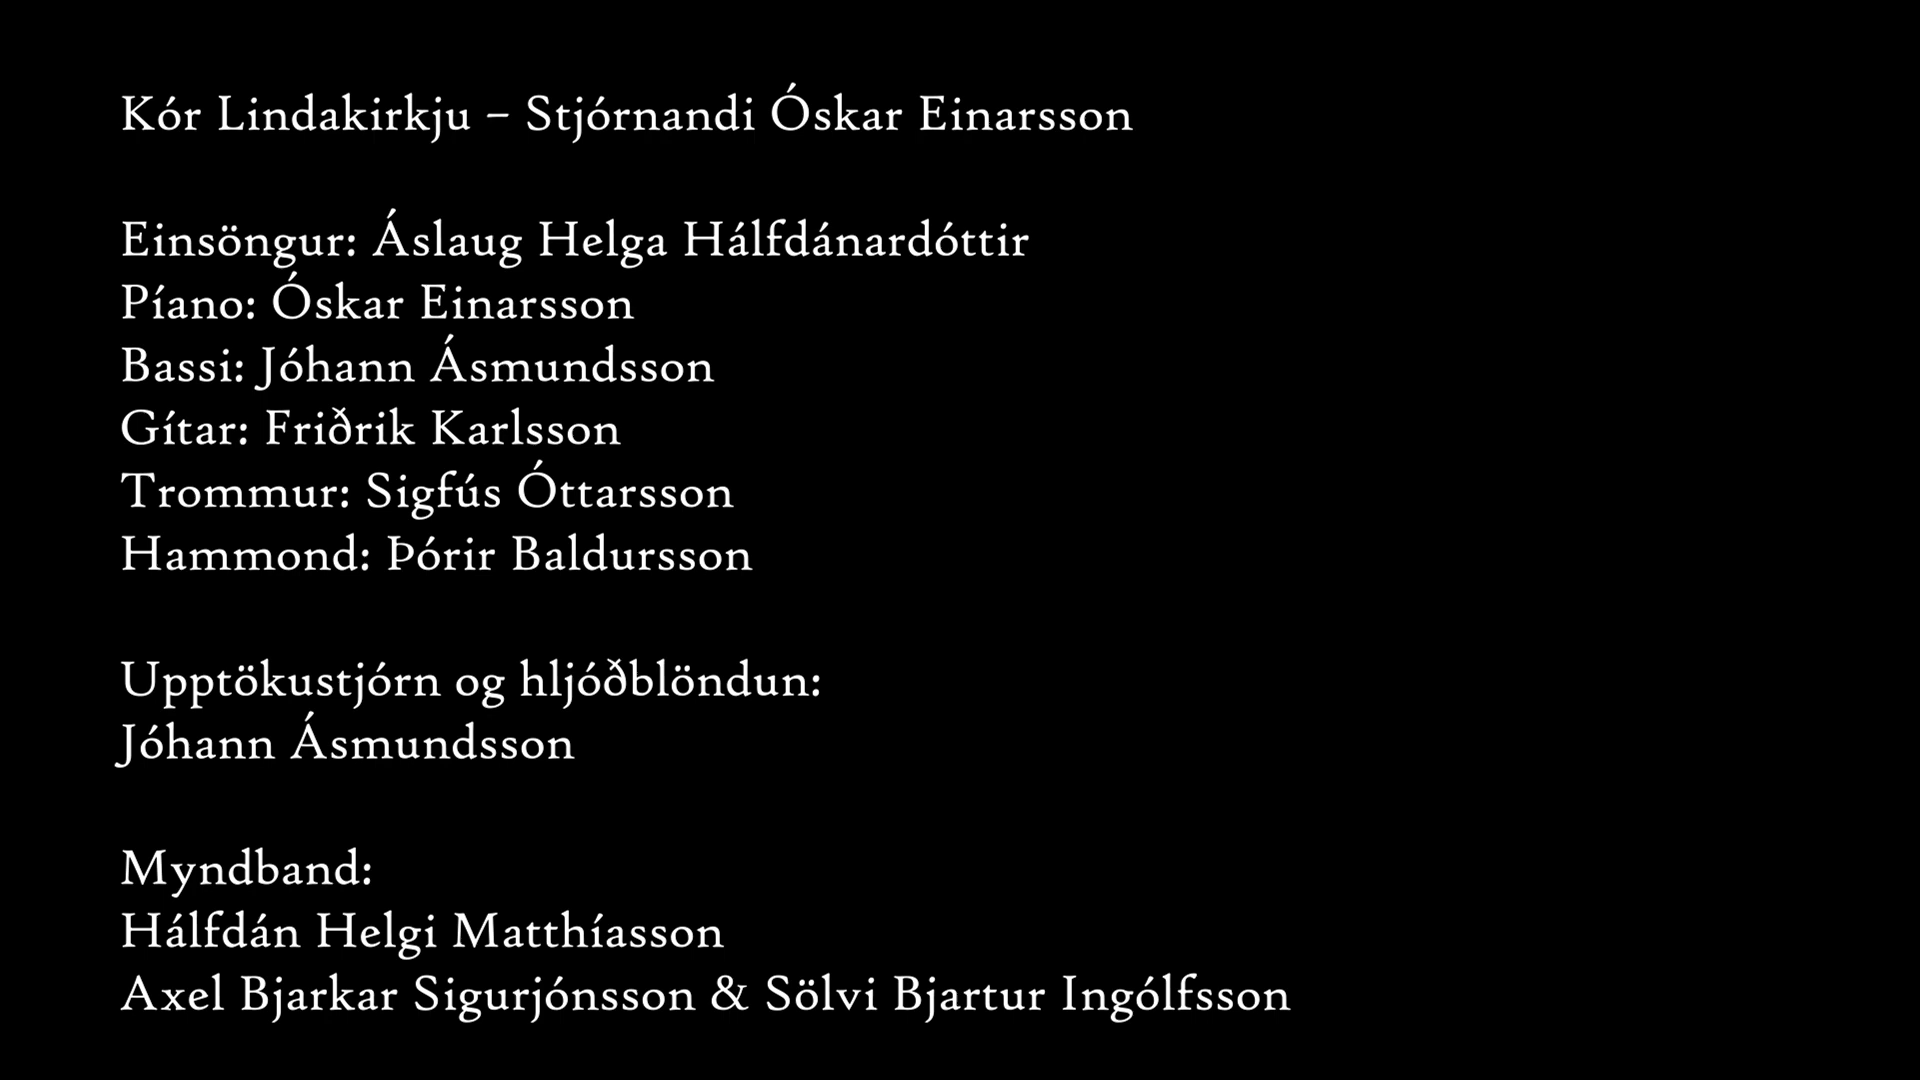 Kór Lindakirkju – Stjórnandi Óskar Einarsson
Einsöngur: Áslaug Helga Hálfdánardóttir
Píano: Óskar Einarsson
Bassi: Jóhann Ásmundsson
Gítar: Friðrik Karlsson
Trommur: Sigfús Óttarsson
Hammond: Þórir Baldursson
Upptökustjórn og hljóðblöndun:
Jóhann Ásmundsson
Myndband:
Hálfdán Helgi Matthíasson
Axel Bjarkar Sigurjónsson & Sölvi Bjartur Ingólfsson